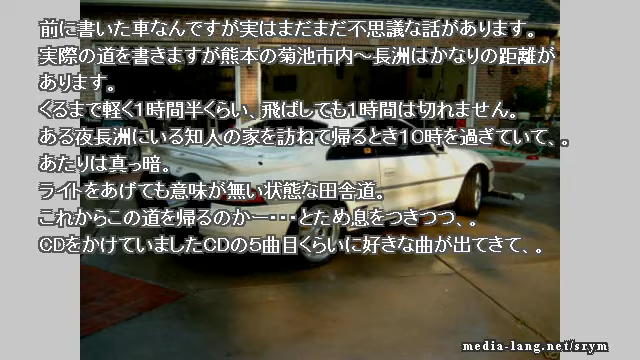 前に書いた車なんですが実はまだまだ不思議な話があります。
実際の道を書きますが熊本の菊池市内～長洲はかなりの距離が
あります。
くるまで軽く1時間半くらい、飛ばしても1時間は切れません。
ある夜長洲にいる知人の家を訪ねて帰るとき10時を過ぎていて、。
あたりは真っ暗。
ライトをあげても意味が無い状態な田舎道。
これからこの道を帰るのかー・・・とため息をつきつつ、。
CDをかけていましたCDの5曲目くらいに好きな曲が出てきて、。
media-lang.net/srym